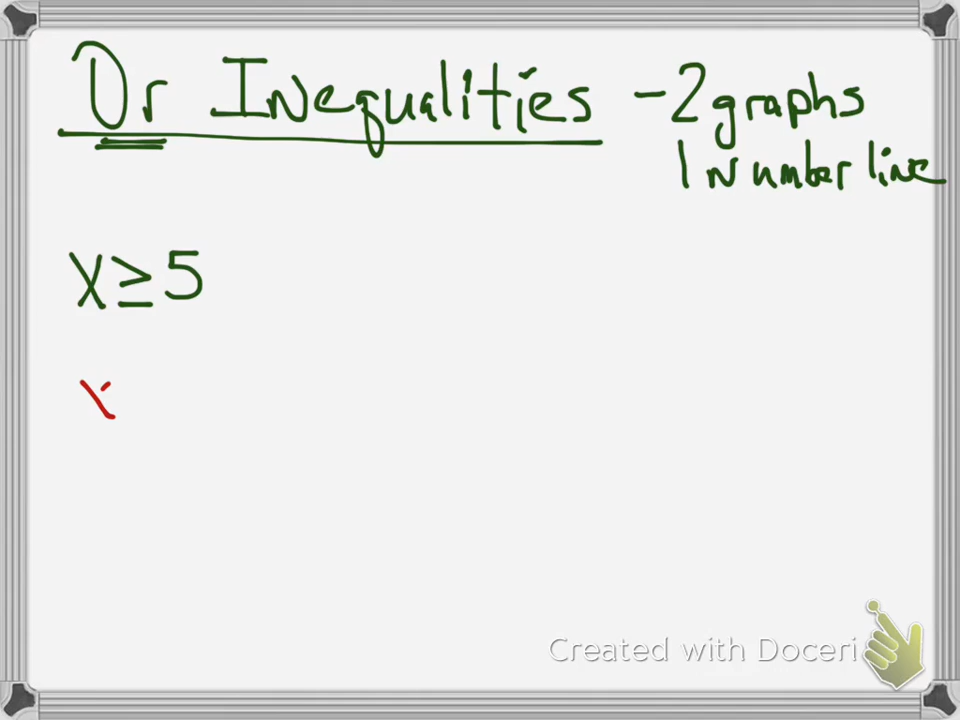 Or Inequalities - 2 graphs
1 Number line
x ≥ 5
x
Created with Doceri